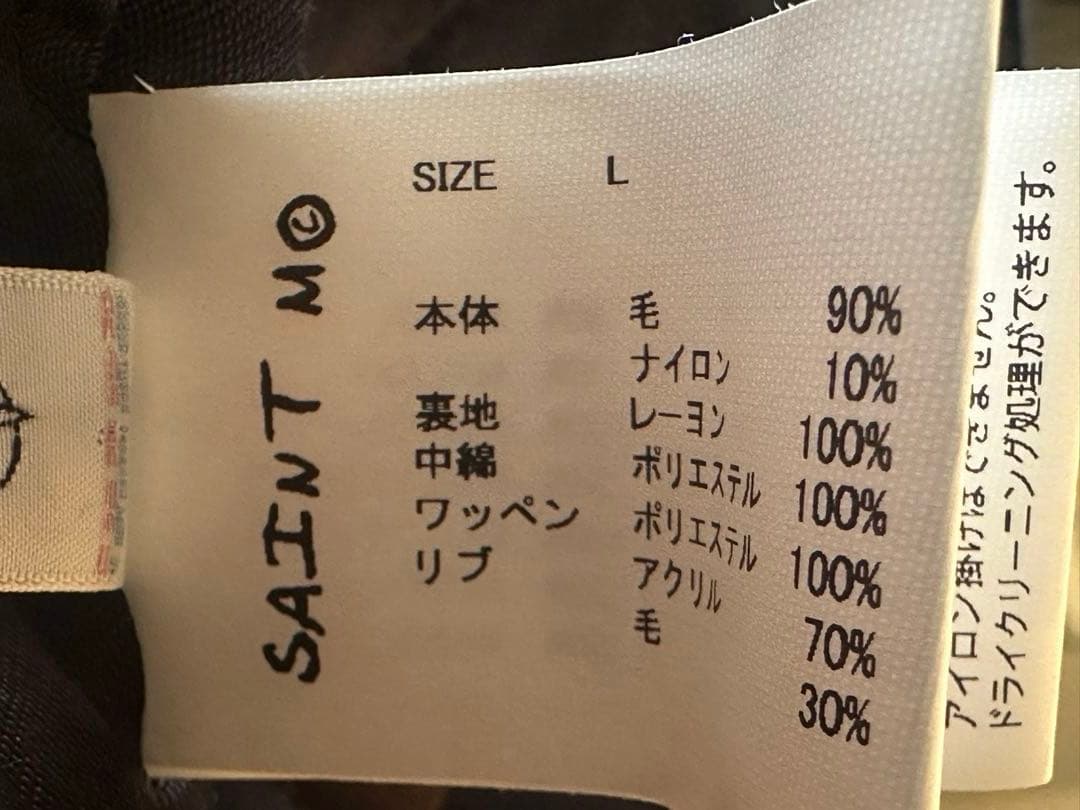 SAINT M©
SIZE L
本体 毛 90%
ナイロン 10%
裏地 レーヨン 100%
中綿 ポリエステル 100%
ワッペン ポリエステル 100%
リブ アクリル 70%
毛 30%
アイロン掛けはできません。
ドライクリーニング処理ができます。